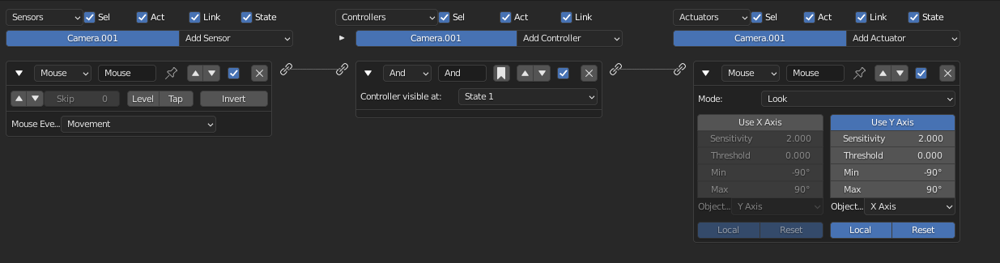 Sensors Sel Act Link State Controllers Sel Act Link Actuators Sel Act Link State
Camera.001 Add Sensor Camera.001 Add Controller Camera.001 Add Actuator
Mouse Mouse And And Mouse Mouse
Skip 0 Level Tap Invert Controller visible at: State 1 Mode: Look
Mouse Eve... Movement Use X Axis Use Y Axis
Sensitivity 2.000 Sensitivity 2.000
Threshold 0.000 Threshold 0.000
Min -90° Min -90°
Max 90° Max 90°
Object... Y Axis Object... X Axis
Local Reset Local Reset